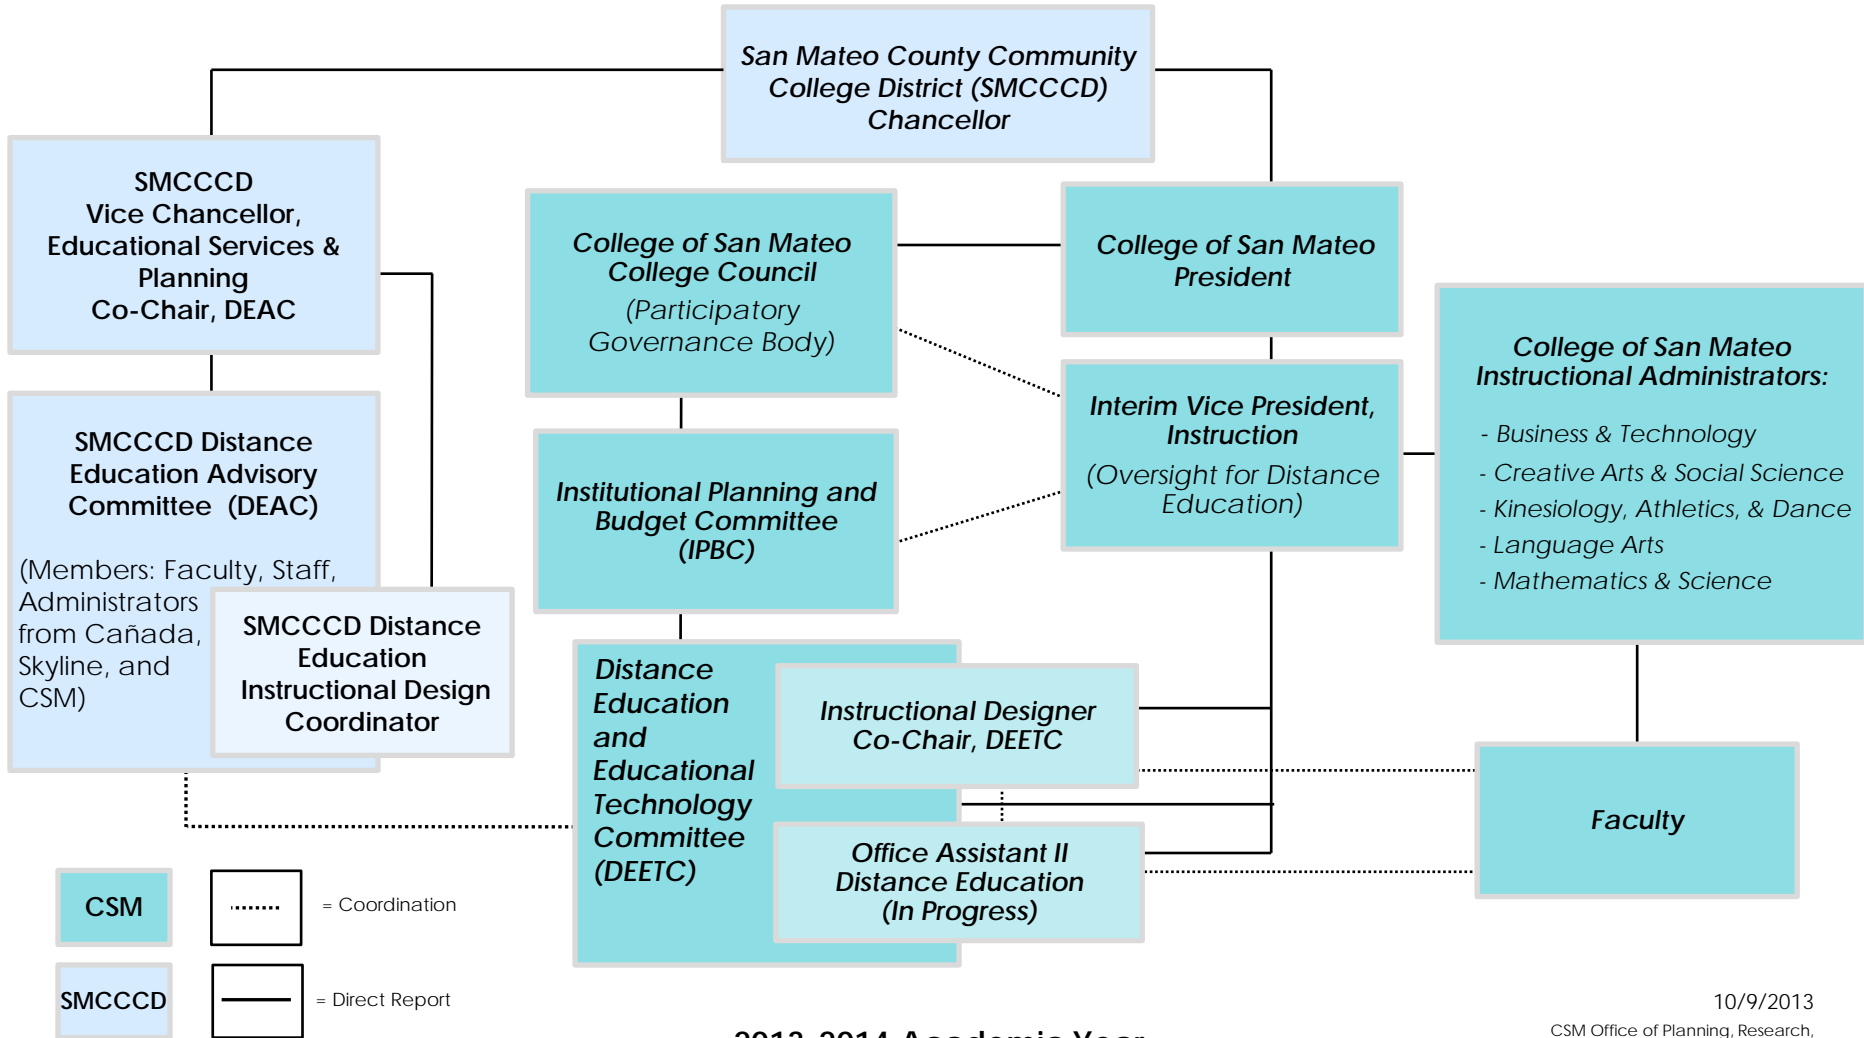 San Mateo County Community
College District (SMCCCD)
Chancellor
SMCCCD
Vice Chancellor,
Educational Services &
Planning
Co-Chair, DEAC
College of San Mateo
College Council
(Participatory
Governance Body)
College of San Mateo
President
College of San Mateo
Instructional Administrators:
- Business & Technology
- Creative Arts & Social Science
- Kinesiology, Athletics, & Dance
- Language Arts
- Mathematics & Science
Interim Vice President,
Instruction
(Oversight for Distance
Education)
SMCCCD Distance
Education Advisory
Committee (DEAC)
(Members: Faculty, Staff,
Administrators
from Cañada,
Skyline, and
CSM)
Institutional Planning and
Budget Committee
(IPBC)
SMCCCD Distance
Education
Instructional Design
Coordinator
Distance
Education
and
Educational
Technology
Committee
(DEETC)
Instructional Designer
Co-Chair, DEETC
Office Assistant II
Distance Education
(In Progress)
Faculty
CSM
= Coordination
SMCCCD
= Direct Report
2013-2014 Academic Year
10/9/2013
CSM Office of Planning, Research,